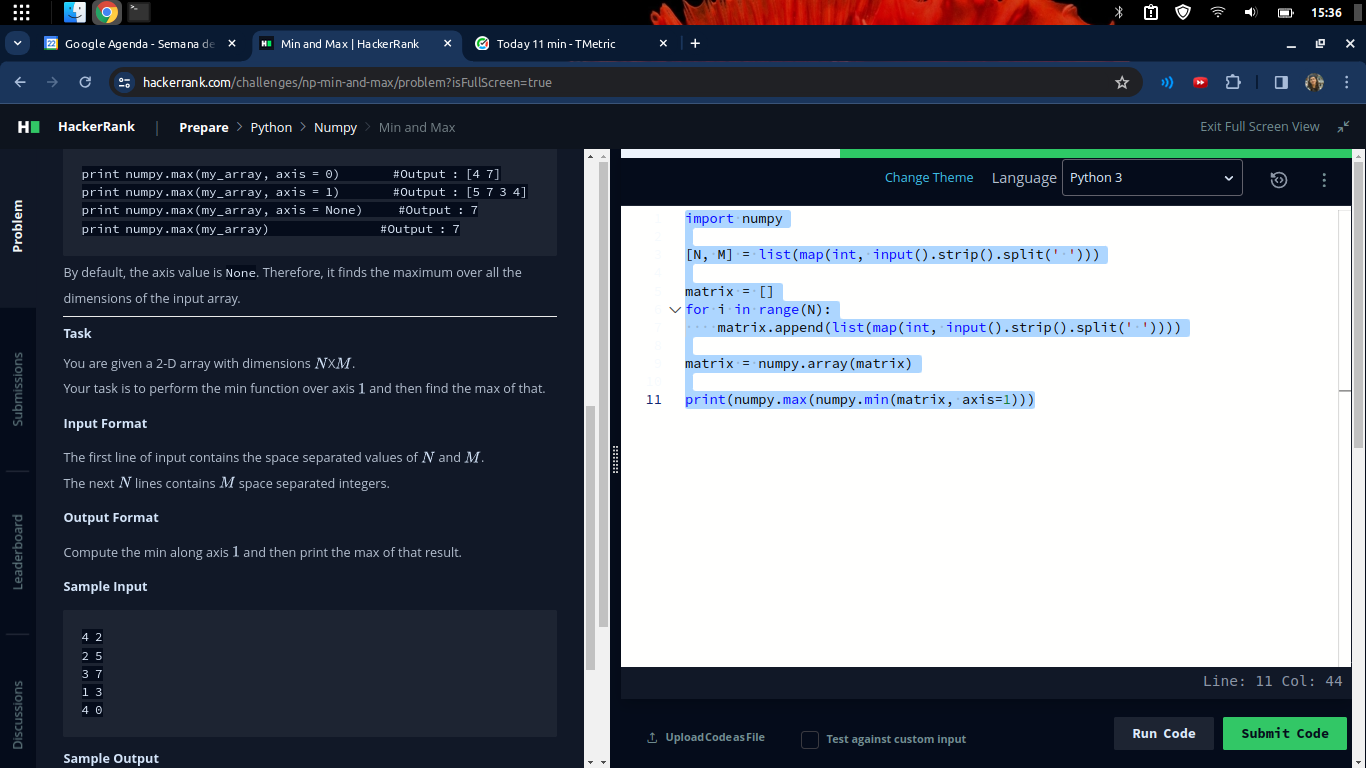 15:36
Google Agenda - Semana de
Min and Max | HackerRank
Today 11 min - TMetric
hackerrank.com/challenges/np-min-and-max/problem?isFullScreen=true
HackerRank
Prepare > Python > Numpy > Min and Max
Exit Full Screen View
Problem
Submissions
Leaderboard
Discussions
print numpy.max(my_array, axis = 0)       #Output : [4 7]
print numpy.max(my_array, axis = 1)       #Output : [5 7 3 4]
print numpy.max(my_array, axis = None)     #Output : 7
print numpy.max(my_array)               #Output : 7
By default, the axis value is None. Therefore, it finds the maximum over all the
dimensions of the input array.
Task
You are given a 2-D array with dimensions NXM.
Your task is to perform the min function over axis 1 and then find the max of that.
Input Format
The first line of input contains the space separated values of N and M.
The next N lines contains M space separated integers.
Output Format
Compute the min along axis 1 and then print the max of that result.
Sample Input
4 2
2 5
3 7
1 3
4 0
Sample Output
Change Theme
Language
Python 3
import numpy
[N, M] = list(map(int, input().strip().split(' ')))
matrix = []
for i in range(N):
    matrix.append(list(map(int, input().strip().split(' '))))
matrix = numpy.array(matrix)
11 print(numpy.max(numpy.min(matrix, axis=1)))
Line: 11 Col: 44
Upload Code as File
Test against custom input
Run Code
Submit Code